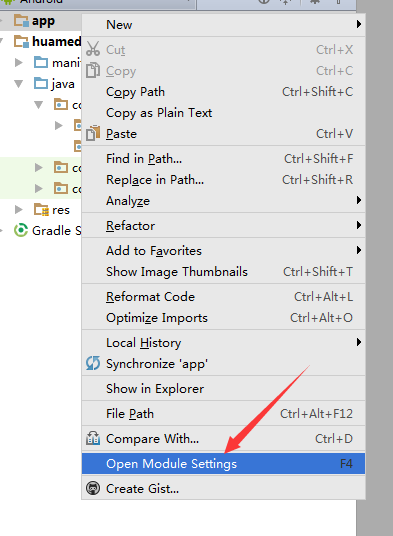 Android
app
New
huamed
Cut Ctrl+X
mani
Copy Ctrl+C
java
Copy Path Ctrl+Shift+C
co
Copy as Plain Text
Paste Ctrl+V
co
Find in Path... Ctrl+Shift+F
co
Replace in Path... Ctrl+Shift+R
res
Analyze
Gradle S
Refactor
Add to Favorites
Show Image Thumbnails Ctrl+Shift+T
Reformat Code Ctrl+Alt+L
Optimize Imports Ctrl+Alt+O
Local History
Synchronize 'app'
Show in Explorer
File Path Ctrl+Alt+F12
Compare With... Ctrl+D
Open Module Settings F4
Create Gist...